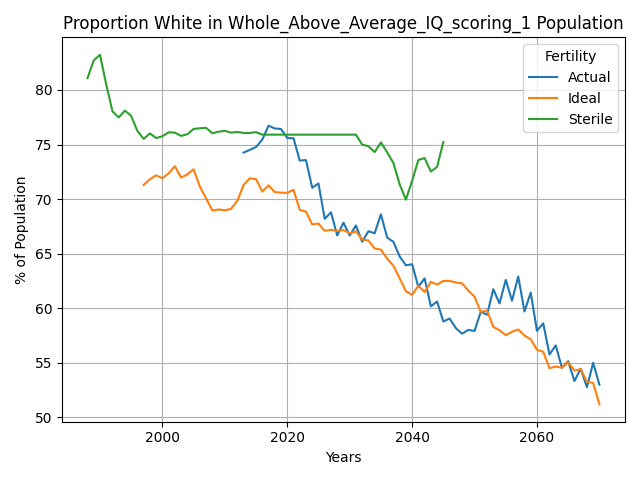 Proportion White in Whole_Above_Average_IQ_scoring_1 Population
Fertility
Actual
Ideal
Sterile
% of Population
80
75
70
65
60
55
50
2000
2020
2040
2060
Years